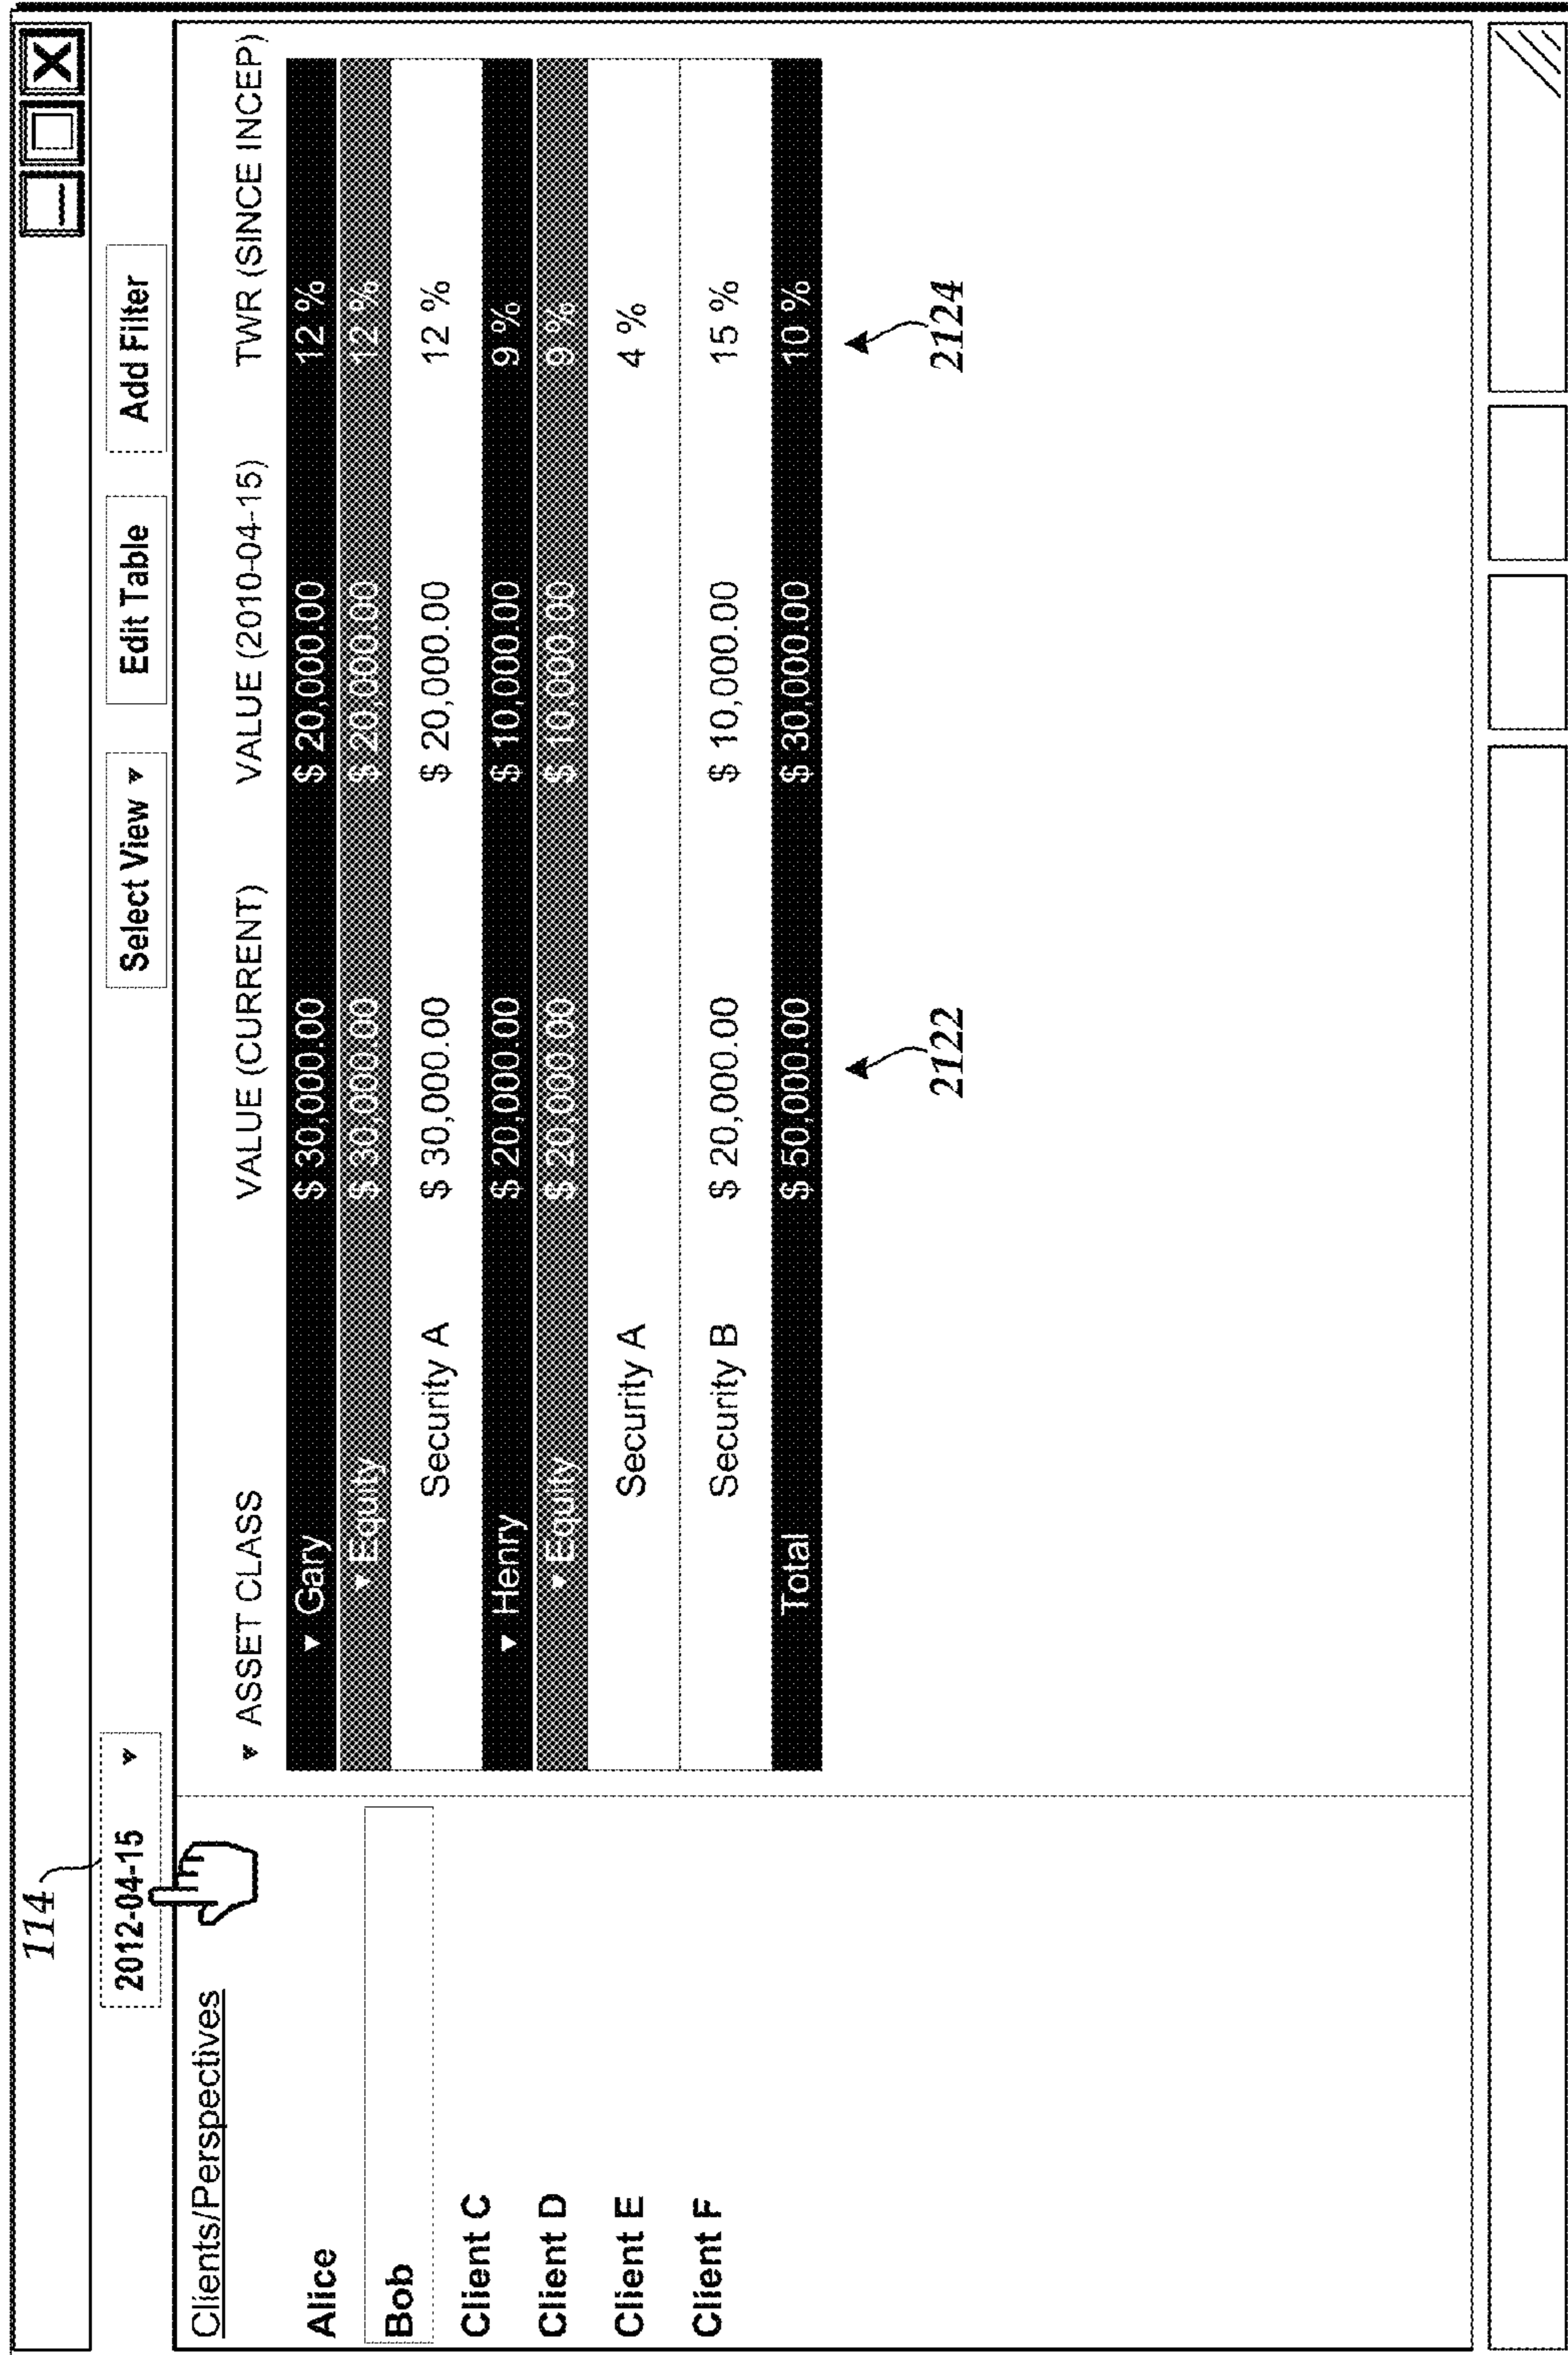 114
2012-04-15 Select View Edit Table Add Filter
Clients/Perspectives
Alice
Bob
Client C
Client D
Client E
Client F
ASSET CLASS VALUE (CURRENT) VALUE (2010-04-15) TWR (SINCE INCEP)
Gary $ 30,000.00 $ 20,000.00 12 %
Equity $ 30,000.00 $ 20,000.00 12 %
Security A $ 30,000.00 $ 20,000.00 12 %
Henry $ 20,000.00 $ 10,000.00 9 %
Equity $ 20,000.00 $ 10,000.00 9 %
Security A 4 %
Security B $ 20,000.00 $ 10,000.00 15 %
Total $ 50,000.00 $ 30,000.00 10 %
2122 2124